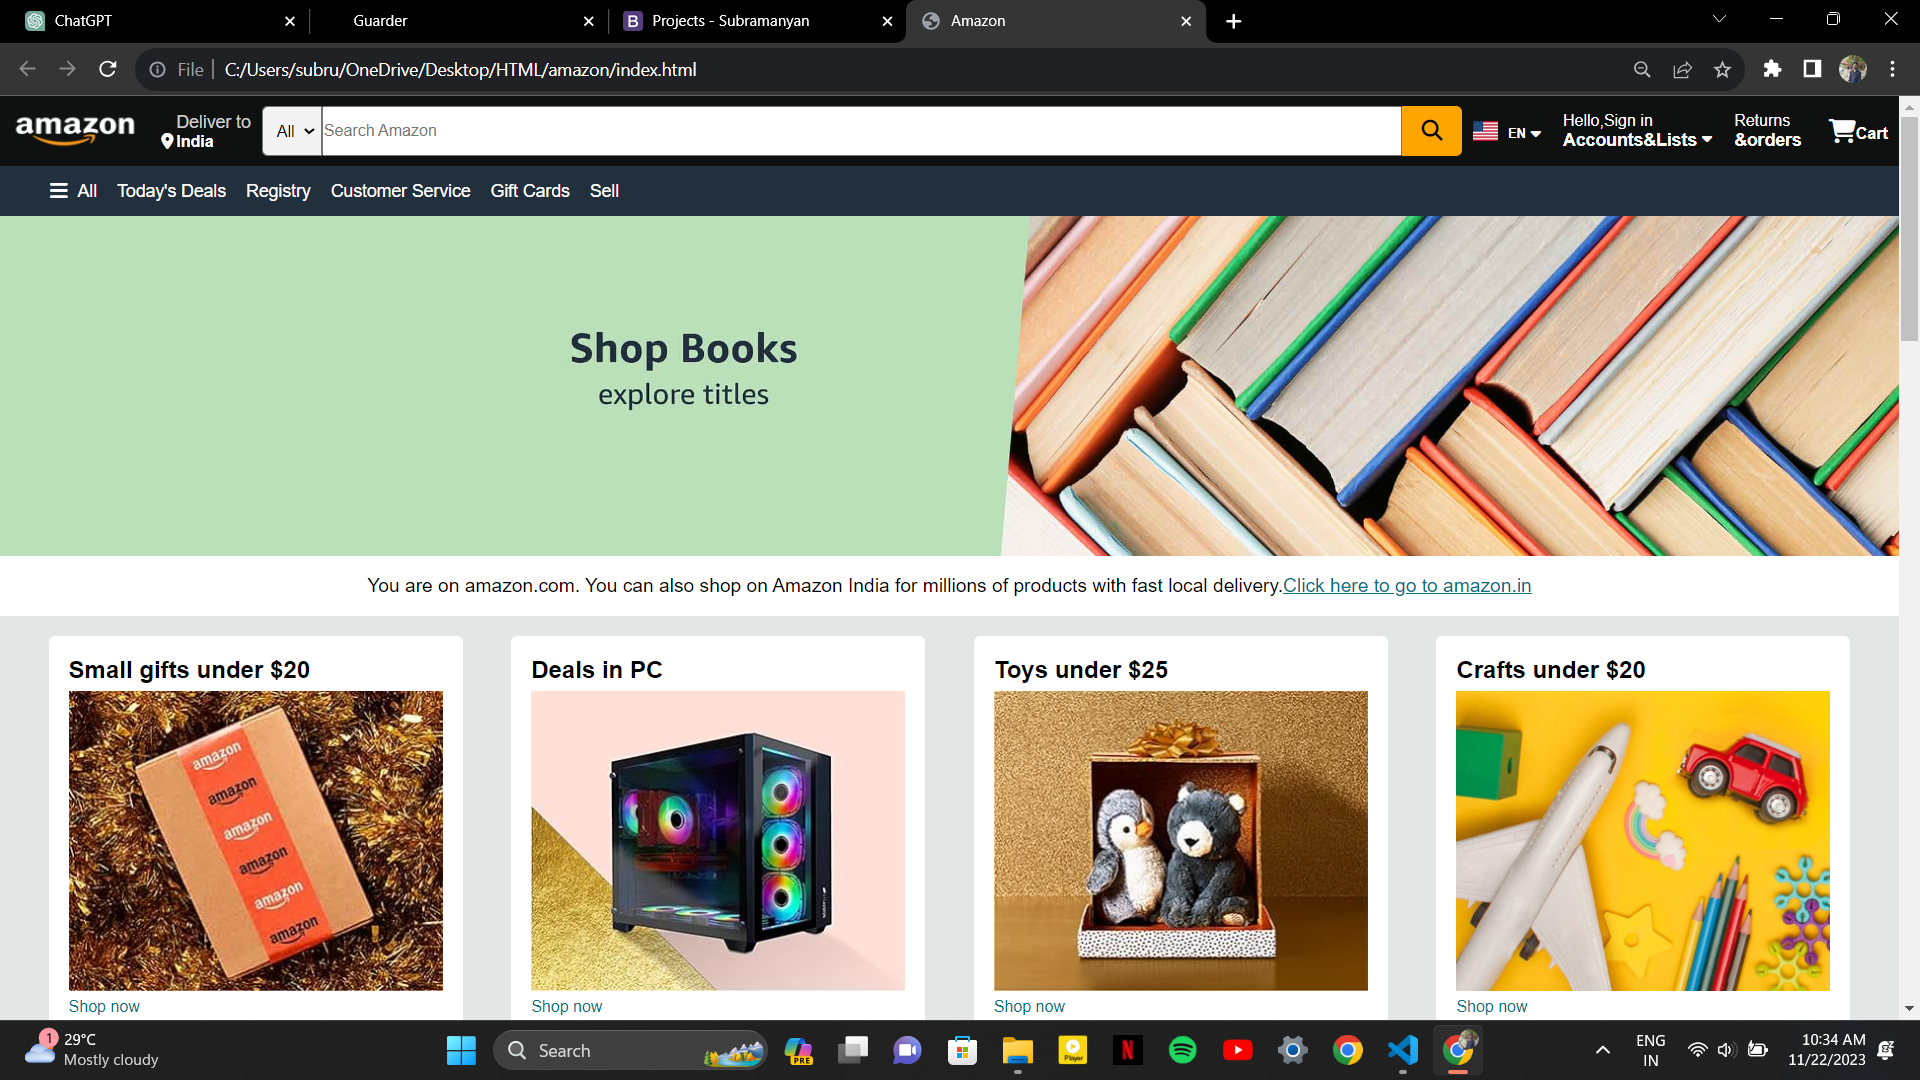 ChatGPT
Guarder
B Projects - Subramanyan
Amazon
File C:/Users/subru/OneDrive/Desktop/HTML/amazon/index.html
amazon
Deliver to
India
All
Search Amazon
EN
Hello,Sign in
Accounts&Lists
Returns
&orders
Cart
All Today's Deals Registry Customer Service Gift Cards Sell
Shop Books
explore titles
You are on amazon.com. You can also shop on Amazon India for millions of products with fast local delivery.Click here to go to amazon.in
Small gifts under $20
Deals in PC
Toys under $25
Crafts under $20
amazon
amazon
amazon
amazon
amazon
amazon
Shop now
Shop now
Shop now
Shop now
1
29°C
Mostly cloudy
Search
PRE
Player
N
ENG
IN
10:34 AM
11/22/2023